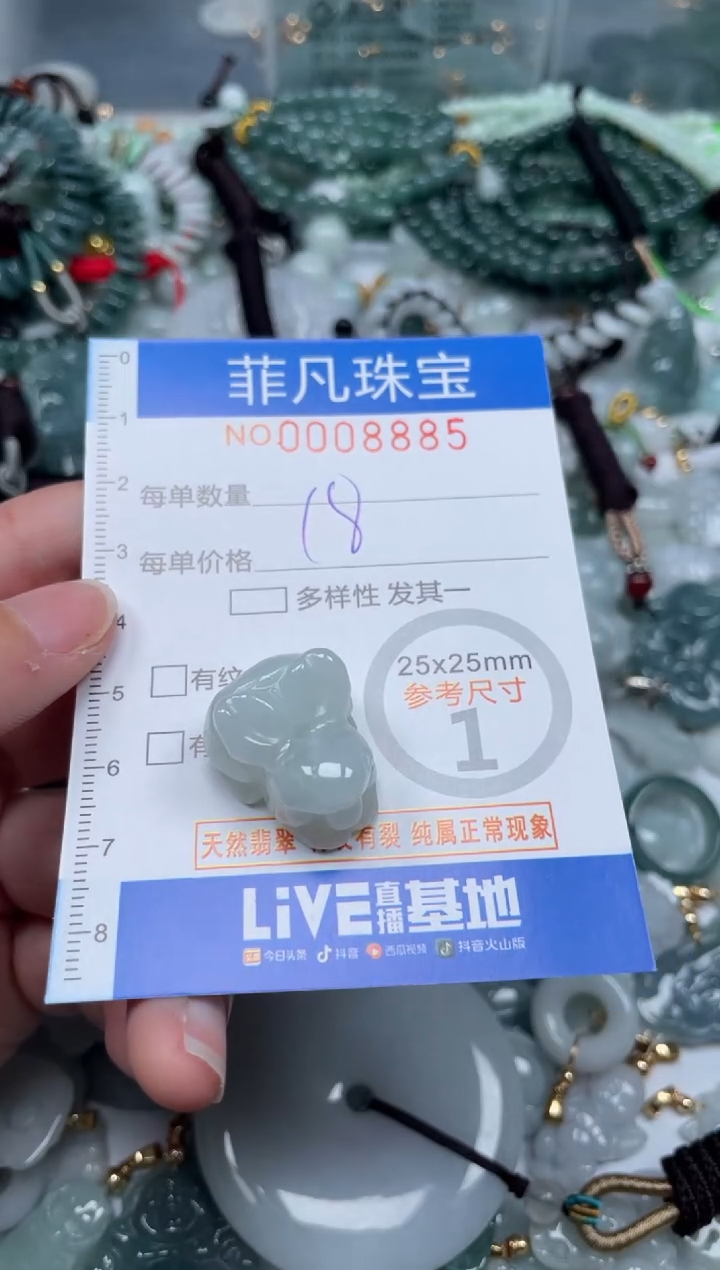 0
菲凡珠宝
1
NO.0008885
2
每单数量
18
3
每单价格
多样性 发其一
4
25x25mm
5
有纹
参考尺寸
1
6
有
7
天然翡翠 有裂 纯属正常现象
LiVE直播基地
8
今日头条 抖音 西瓜视频 抖音火山版